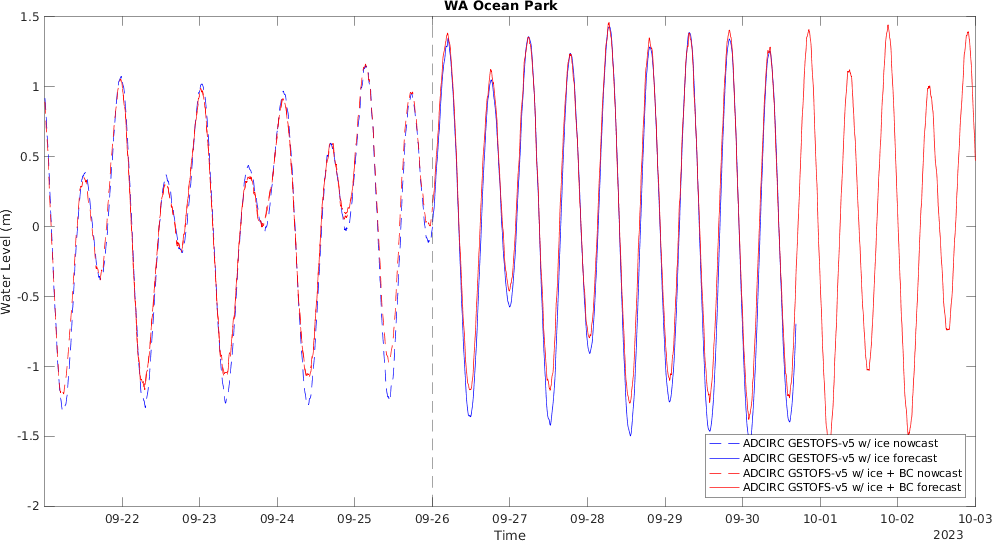 WA Ocean Park
1.5
1
0.5
0
-0.5
-1
-1.5
-2
Water Level (m)
ADCIRC GESTOFS-v5 w/ ice nowcast
ADCIRC GESTOFS-v5 w/ ice forecast
ADCIRC GSTOFS-v5 w/ ice + BC nowcast
ADCIRC GSTOFS-v5 w/ ice + BC forecast
09-22 09-23 09-24 09-25 09-26 09-27 09-28 09-29 09-30 10-01 10-02 10-03
Time
2023